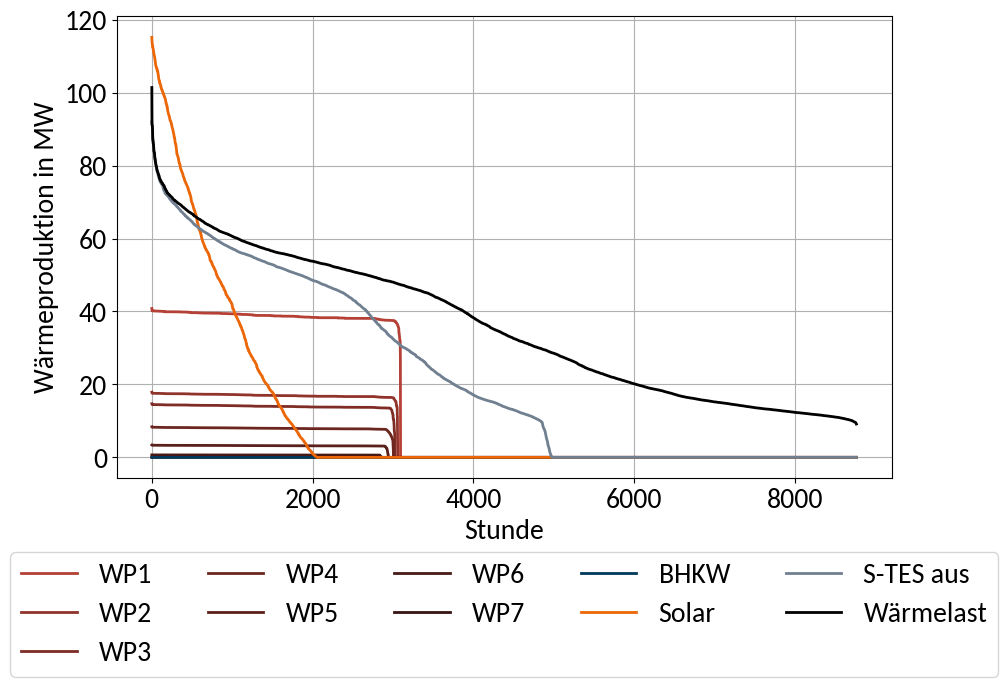 120
100
80
60
40
20
0
Wärmeproduktion in MW
0 2000 4000 6000 8000
Stunde
WP1 WP4 WP6 BHKW S-TES aus
WP2 WP5 WP7 Solar Wärmelast
WP3